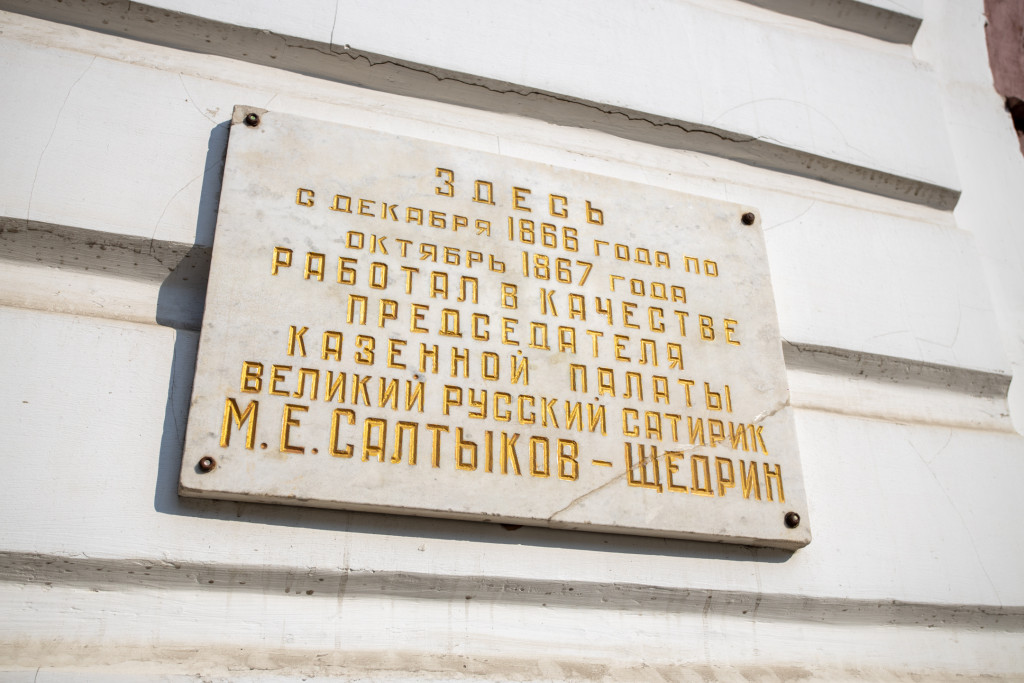 ЗДЕСЬ
С ДЕКАБРЯ 1866 ГОДА ПО
ОКТЯБРЬ 1867 ГОДА
РАБОТАЛ В КАЧЕСТВЕ
ПРЕДСЕДАТЕЛЯ
КАЗЕННОЙ ПАЛАТЫ
ВЕЛИКИЙ РУССКИЙ САТИРИК
М. Е. САЛТЫКОВ – ЩЕДРИН